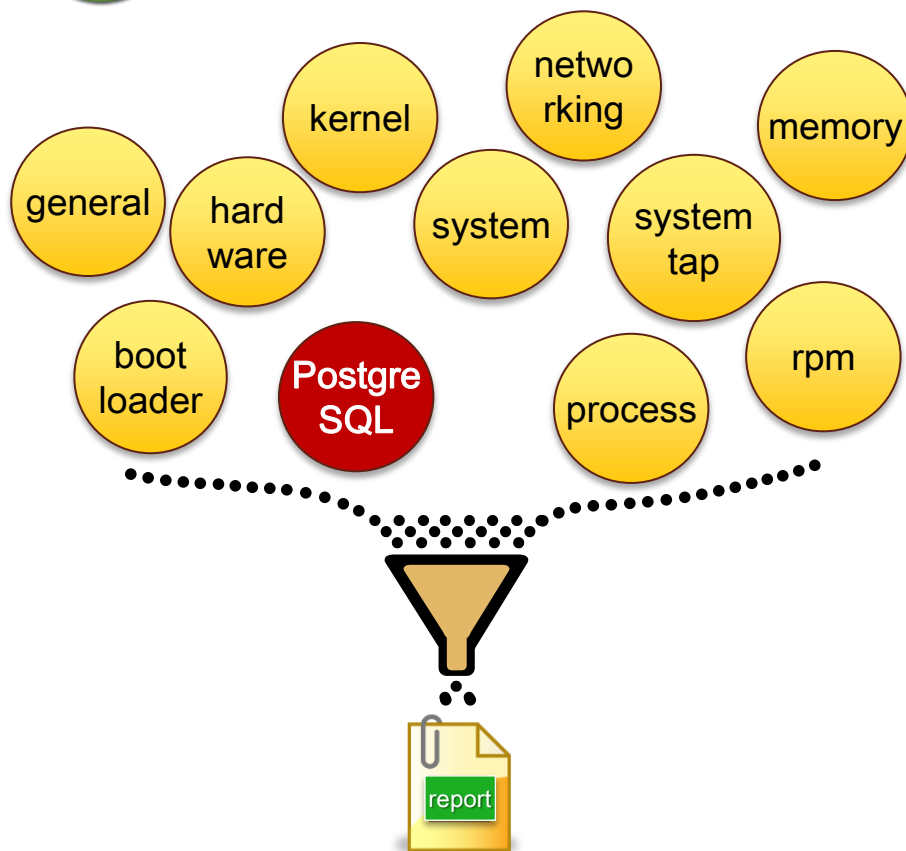 netwo
rking
kernel
memory
general
hard
ware
system
system
tap
boot
loader
Postgre
SQL
process
rpm
report